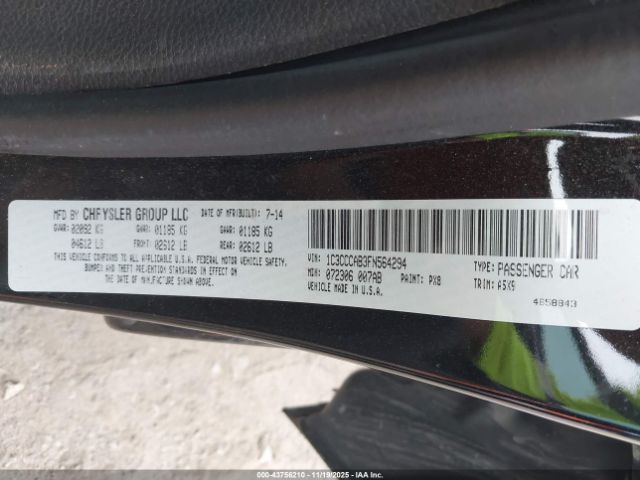 MFD BY CHRYSLER GROUP LLC DATE OF MFR(BUILT): 7-14
GVWR: 02092 KG GAWR: 01185 KG GAWR: 01185 KG
04612 LB FRONT: 02612 LB REAR: 02612 LB
THIS VEHICLE CONFORMS TO ALL APPLICABLE U.S.A. FEDERAL MOTOR VEHICLE SAFETY,
BUMPER AND THEFT PREVENTION STANDARDS IN EFFECT ON
THE DATE OF MANUFACTURE SHOWN ABOVE.
VIN: 1C3CCCAB3FN564294 TYPE: PASSENGER CAR
MDH: 072306 007AB PAINT: PX8 TRIM: A5X9
VEHICLE MADE IN U.S.A.
4658843
000-43756210 | 11/19/2025 | IAA Inc.